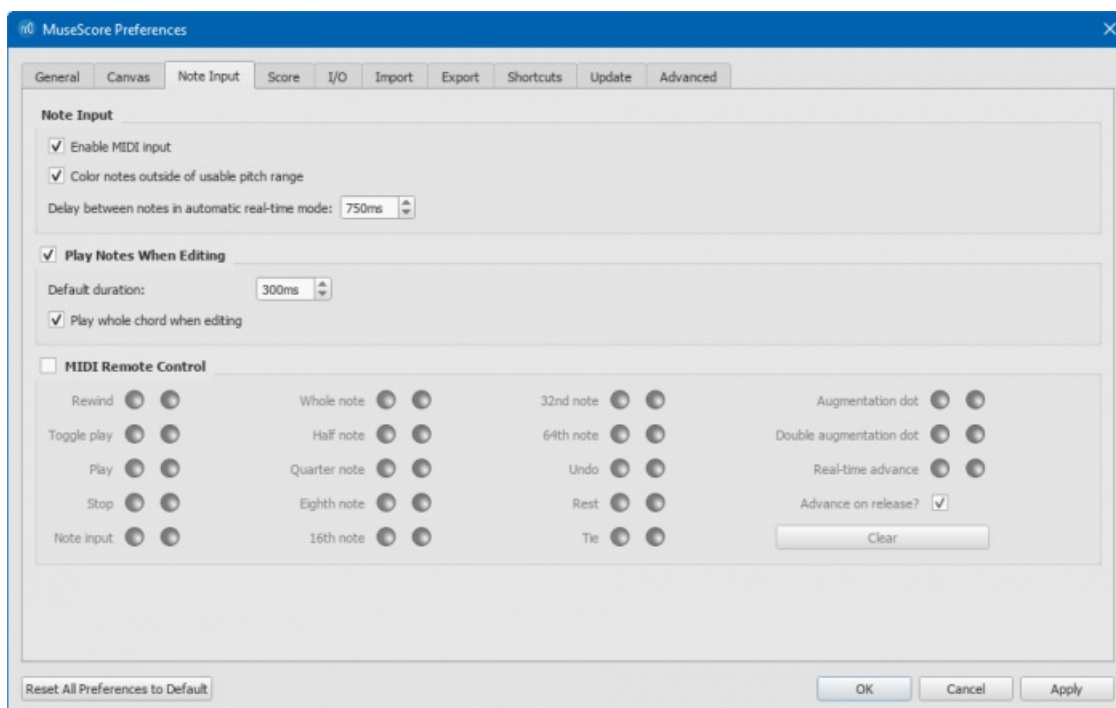 MuseScore Preferences
General Canvas Note Input Score I/O Import Export Shortcuts Update Advanced
Note Input
Enable MIDI input
Color notes outside of usable pitch range
Delay between notes in automatic real-time mode: 750ms
Play Notes When Editing
Default duration: 300ms
Play whole chord when editing
MIDI Remote Control
Rewind Whole note 32nd note Augmentation dot
Toggle play Half note 64th note Double augmentation dot
Play Quarter note Undo Real-time advance
Stop Eighth note Rest Advance on release?
Note input 16th note Tie Clear
Reset All Preferences to Default OK Cancel Apply